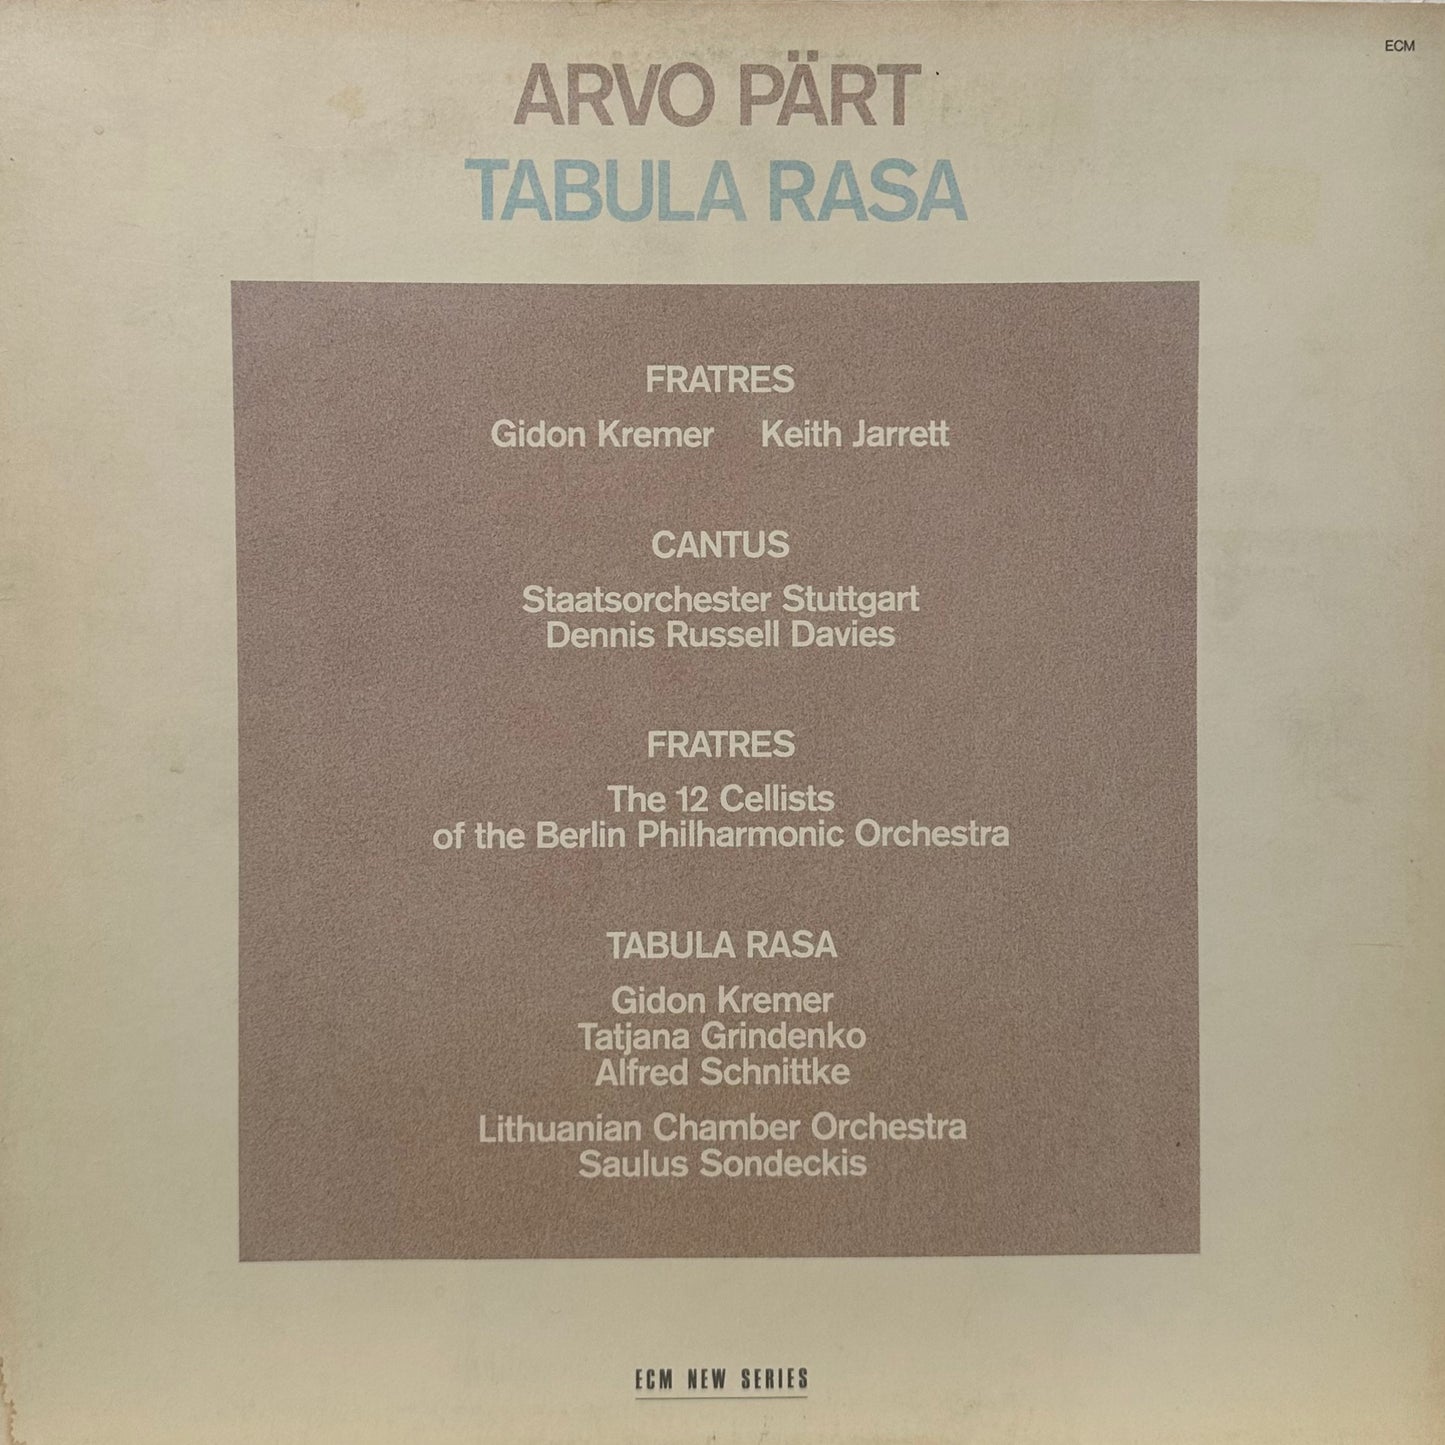 ECM
ARVO PÄRT
TABULA RASA
FRATRES
Gidon Kremer Keith Jarrett
CANTUS
Staatsorchester Stuttgart
Dennis Russell Davies
FRATRES
The 12 Cellists
of the Berlin Philharmonic Orchestra
TABULA RASA
Gidon Kremer
Tatjana Grindenko
Alfred Schnittke
Lithuanian Chamber Orchestra
Saulus Sondeckis
ECM NEW SERIES